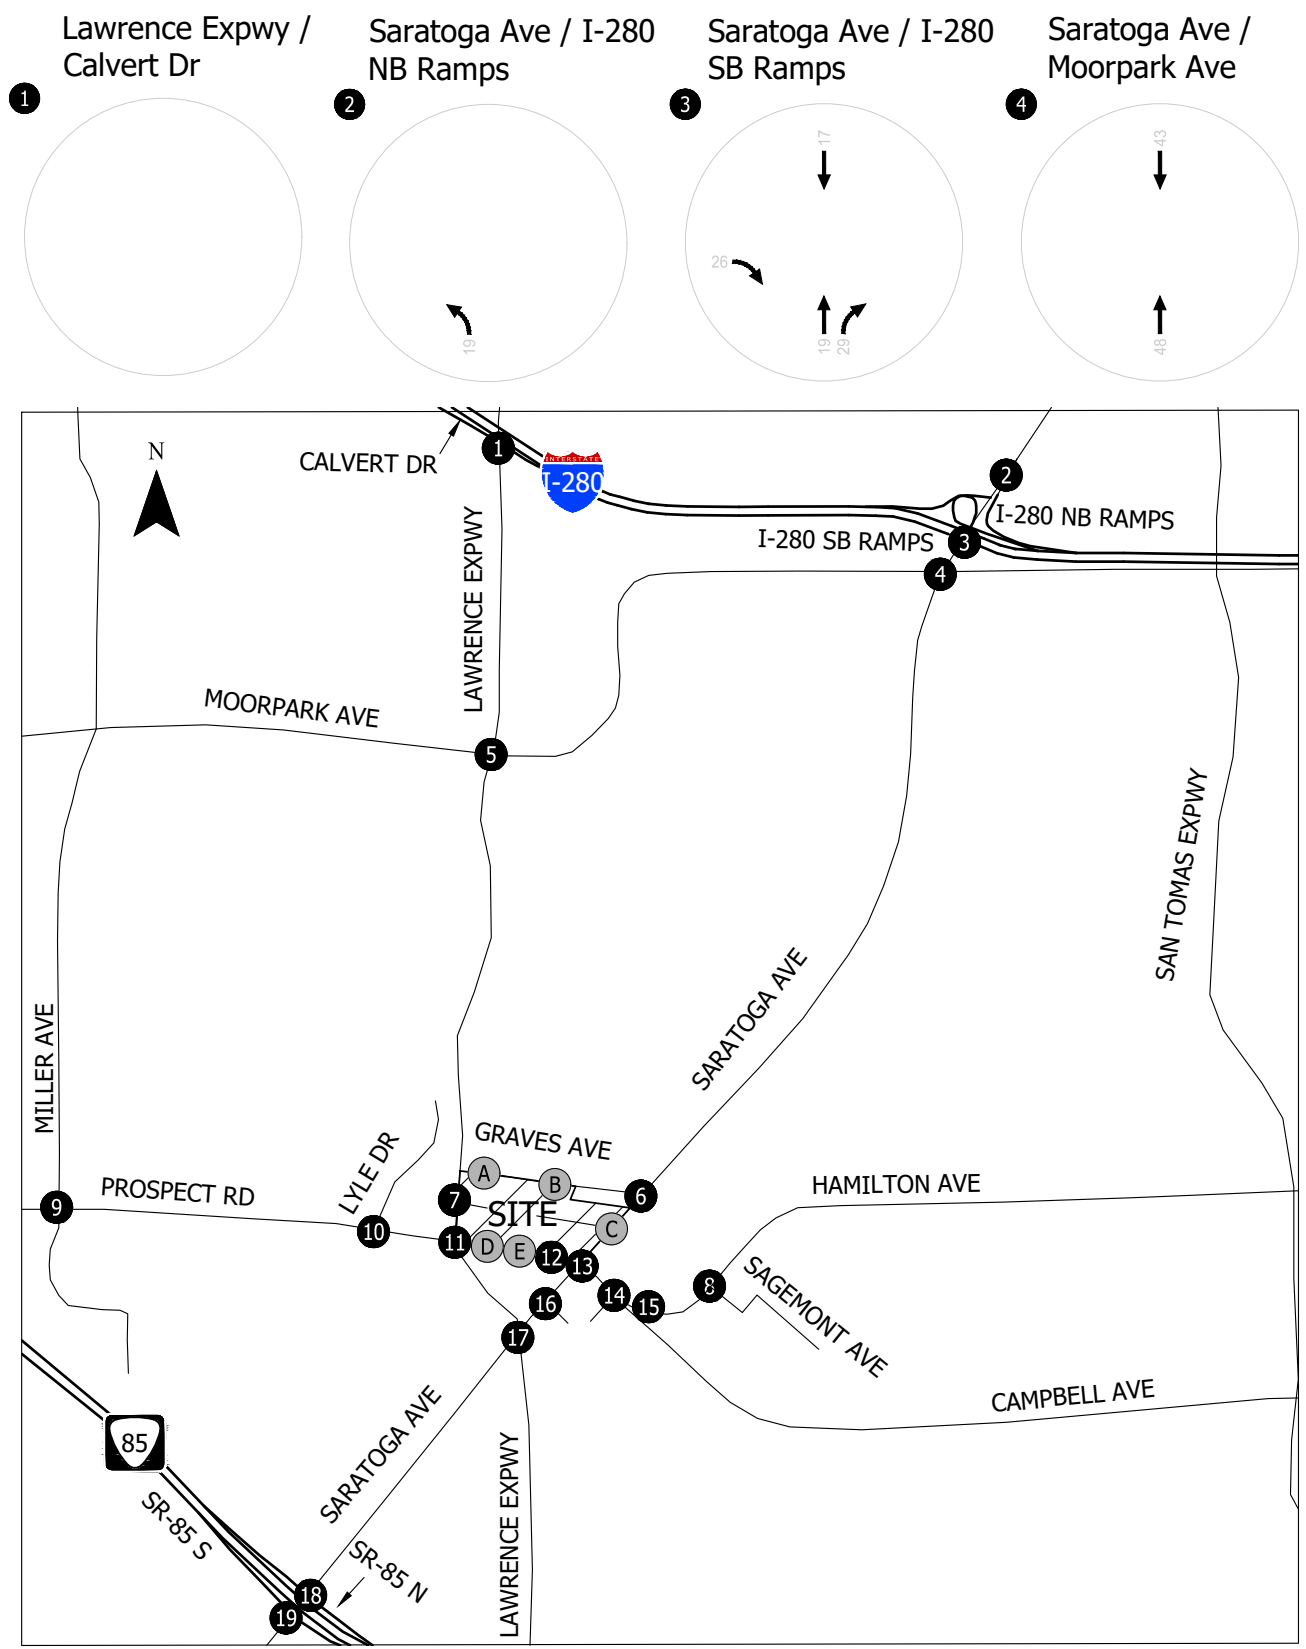 Lawrence Expwy /
Calvert Dr
Saratoga Ave / I-280
NB Ramps
Saratoga Ave / I-280
SB Ramps
Saratoga Ave /
Moorpark Ave
1
2
3
4
19
17
26
19
29
43
48
N
CALVERT DR
1
INTERSTATE
I-280
2
I-280 NB RAMPS
I-280 SB RAMPS
3
4
LAWRENCE EXPWY
MOORPARK AVE
5
SAN TOMAS EXPWY
SARATOGA AVE
MILLER AVE
GRAVES AVE
LYLE DR
A
B
6
HAMILTON AVE
PROSPECT RD
7
9
SITE
C
10
11
D
E
12
13
8
SAGEMONT AVE
14
15
16
17
CAMPBELL AVE
85
SARATOGA AVE
LAWRENCE EXPWY
SR-85 S
SR-85 N
18
19